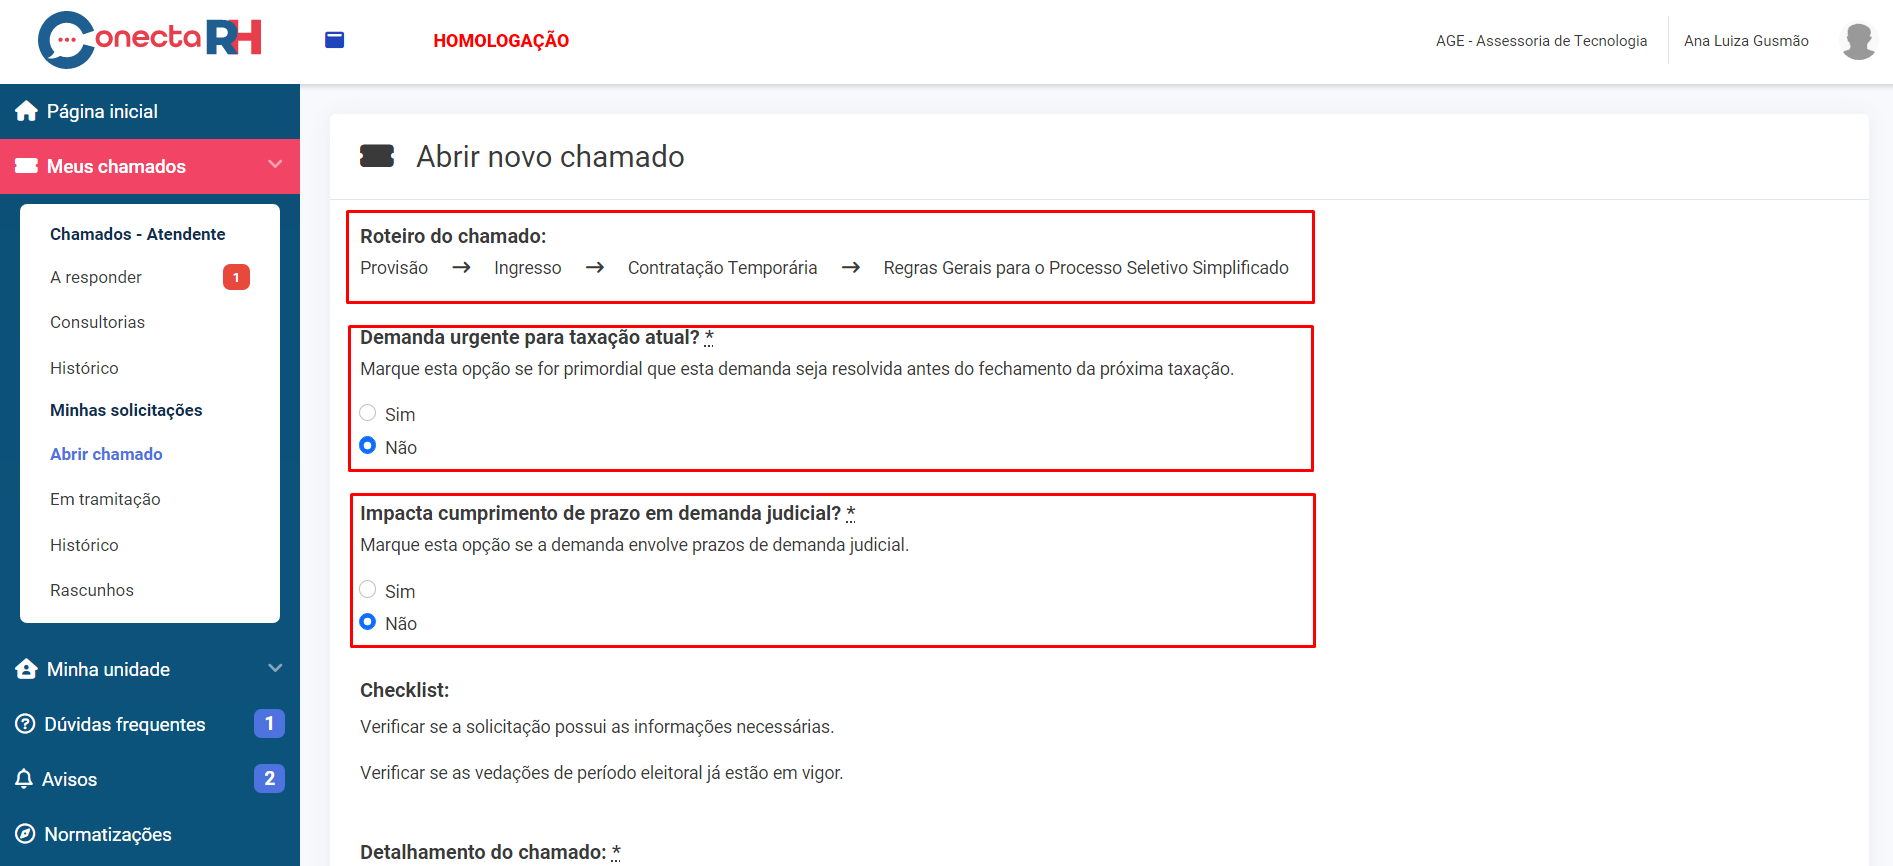 Conecta RH
HOMOLOGAÇÃO
AGE - Assessoria de Tecnologia
Ana Luiza Gusmão
Página inicial
Meus chamados
Chamados - Atendente
A responder 1
Consultorias
Histórico
Minhas solicitações
Abrir chamado
Em tramitação
Histórico
Rascunhos
Minha unidade
Dúvidas frequentes 1
Avisos 2
Normatizações
Abrir novo chamado
Roteiro do chamado:
Provisão → Ingresso → Contratação Temporária → Regras Gerais para o Processo Seletivo Simplificado
Demanda urgente para taxação atual? *
Marque esta opção se for primordial que esta demanda seja resolvida antes do fechamento da próxima taxação.
Sim
Não
Impacta cumprimento de prazo em demanda judicial? *
Marque esta opção se a demanda envolve prazos de demanda judicial.
Sim
Não
Checklist:
Verificar se a solicitação possui as informações necessárias.
Verificar se as vedações de período eleitoral já estão em vigor.
Detalhamento do chamado: *